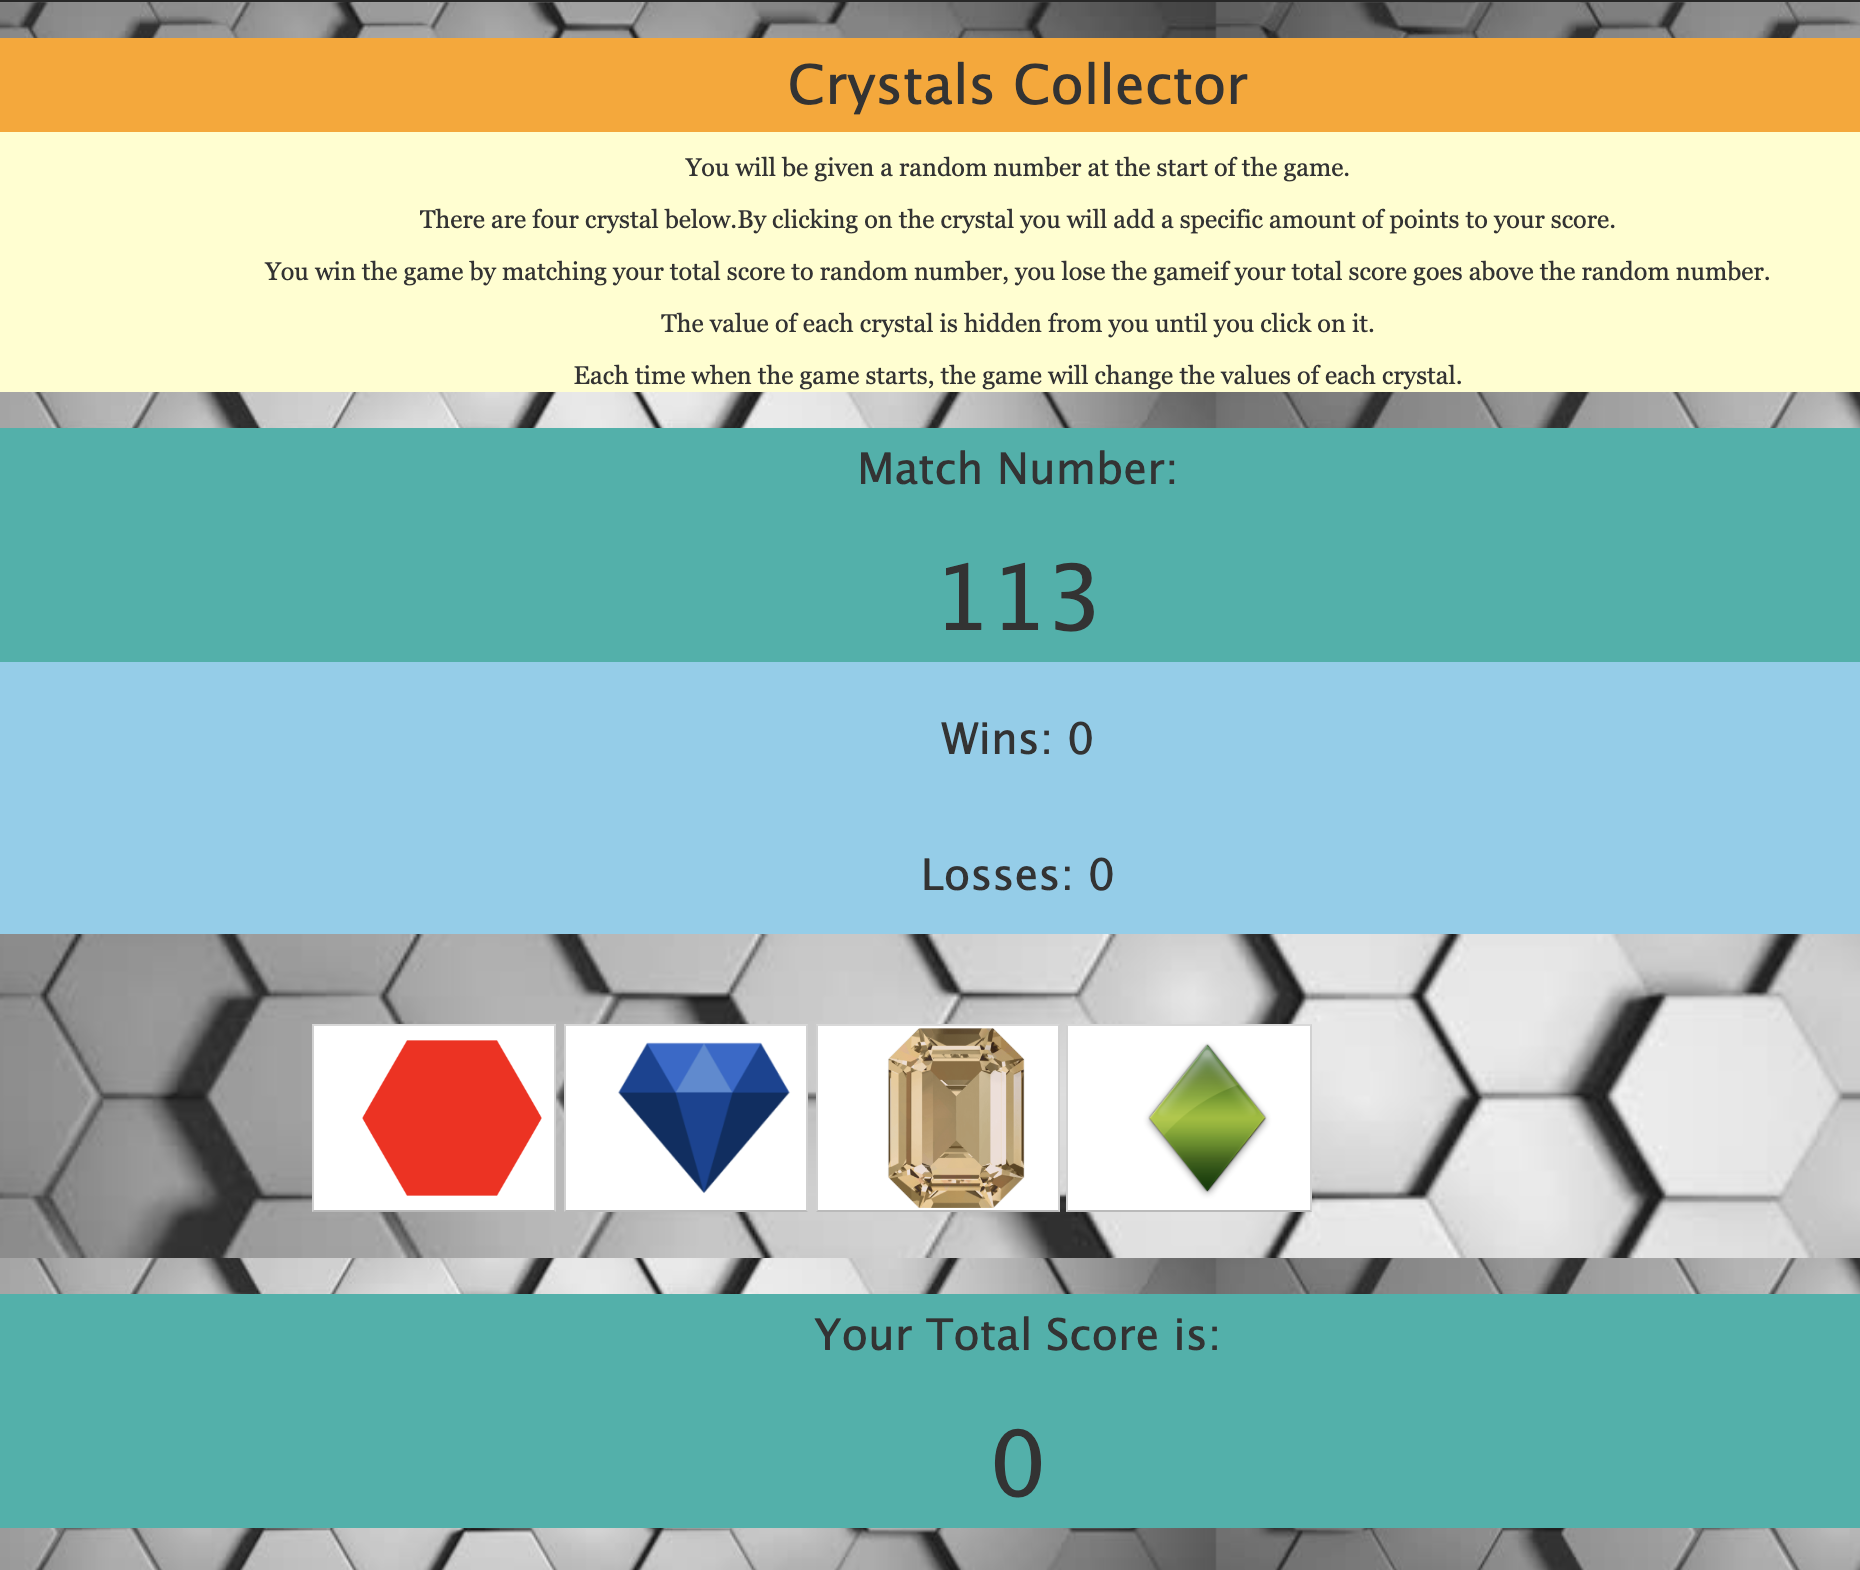 Crystals Collector
You will be given a random number at the start of the game.
There are four crystal below.By clicking on the crystal you will add a specific amount of points to your score.
You win the game by matching your total score to random number, you lose the gameif your total score goes above the random number.
The value of each crystal is hidden from you until you click on it.
Each time when the game starts, the game will change the values of each crystal.
Match Number:
113
Wins: 0
Losses: 0
Your Total Score is:
0